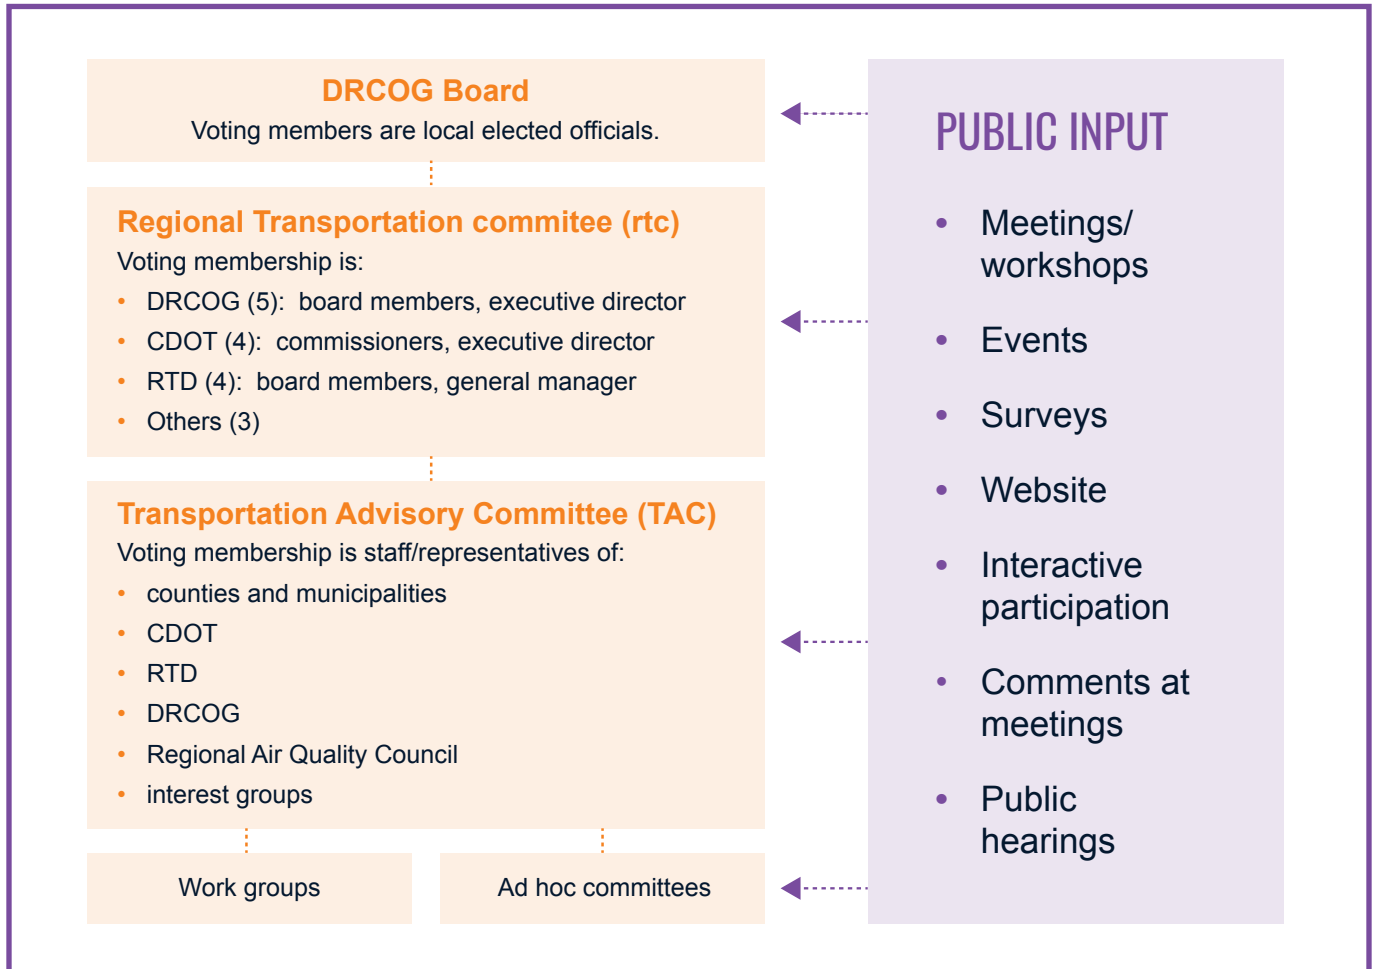 DRCOG Board
Voting members are local elected officials.
Regional Transportation commitee (rtc)
Voting membership is:
• DRCOG (5):  board members, executive director
• CDOT (4):  commissioners, executive director
• RTD (4):  board members, general manager
• Others (3)
Transportation Advisory Committee (TAC)
Voting membership is staff/representatives of:
• counties and municipalities
• CDOT
• RTD
• DRCOG
• Regional Air Quality Council
• interest groups
Work groups
Ad hoc committees
PUBLIC INPUT
• Meetings/
workshops
• Events
• Surveys
• Website
• Interactive
participation
• Comments at
meetings
• Public
hearings